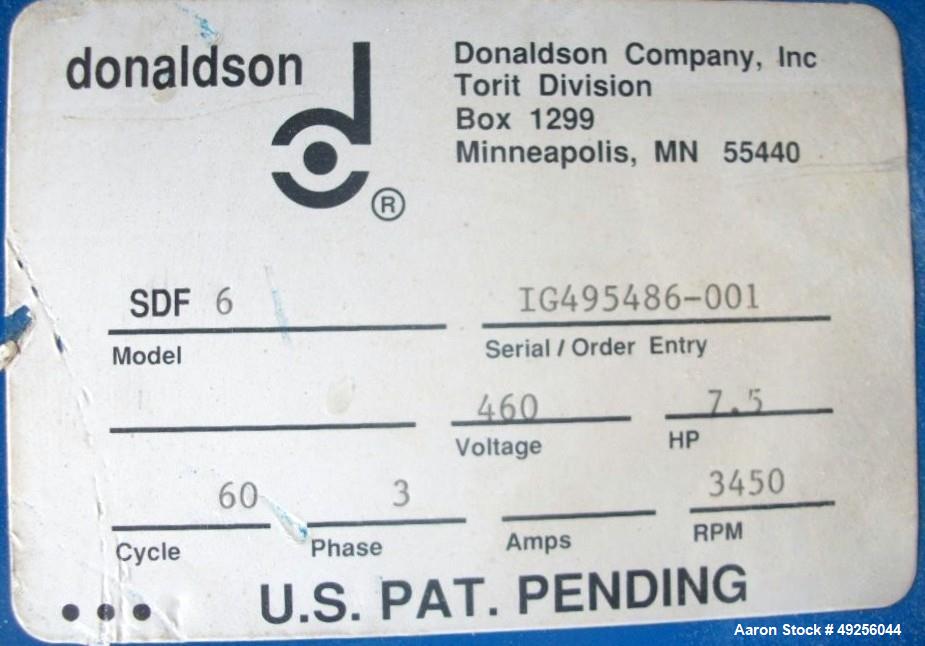 donaldson
Donaldson Company, Inc
Torit Division
Box 1299
Minneapolis, MN 55440
®
SDF 6
IG495486-001
Model
Serial / Order Entry
460
7.5
Voltage
HP
60
3
3450
Cycle
Phase
Amps
RPM
U.S. PAT. PENDING
Aaron Stock # 49256044